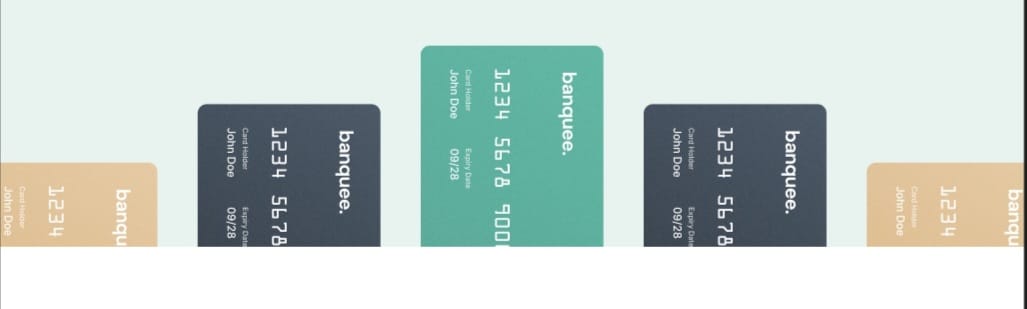 banqu
1234
Card Holder
John Doe
banquee.
1234 5678
Card Holder Expiry Date
John Doe 09/28
banquee.
1234 5678 9000
Card Holder Expiry Date
John Doe 09/28
banquee.
1234 5678
Card Holder Expiry Date
John Doe 09/28
banqu
1234
Card Holder
John Doe